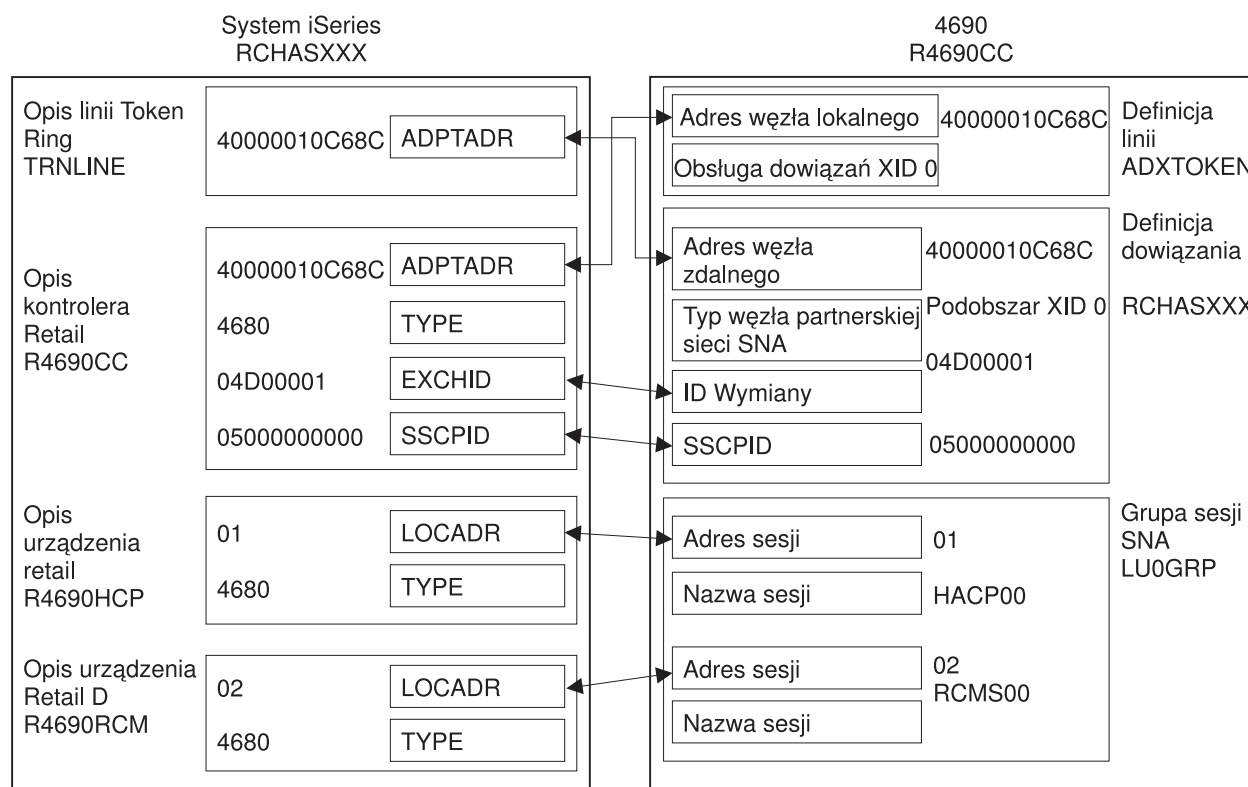 System iSeries
RCHASXXX
Opis linii Token
Ring
TRNLINE
40000010C68C ADPTADR
Opis
kontrolera
Retail
R4690CC
40000010C68C ADPTADR
4680 TYPE
04D00001 EXCHID
05000000000 SSCPID
Opis
urządzenia
retail
R4690HCP
01 LOCADR
4680 TYPE
Opis urządzenia
Retail D
R4690RCM
02 LOCADR
4680 TYPE
4690
R4690CC
Adres węzła lokalnego 40000010C68C
Obsługa dowiązań XID 0
Definicja
linii
ADXTOKEN
Adres węzła
zdalnego
40000010C68C
Typ węzła partnerskiej
sieci SNA
Podobszar XID 0
04D00001
ID Wymiany
SSCPID 05000000000
Definicja
dowiązania
RCHASXXX
Adres sesji 01
Nazwa sesji HACP00
Adres sesji 02
RCMS00
Nazwa sesji
Grupa sesji
SNA
LU0GRP